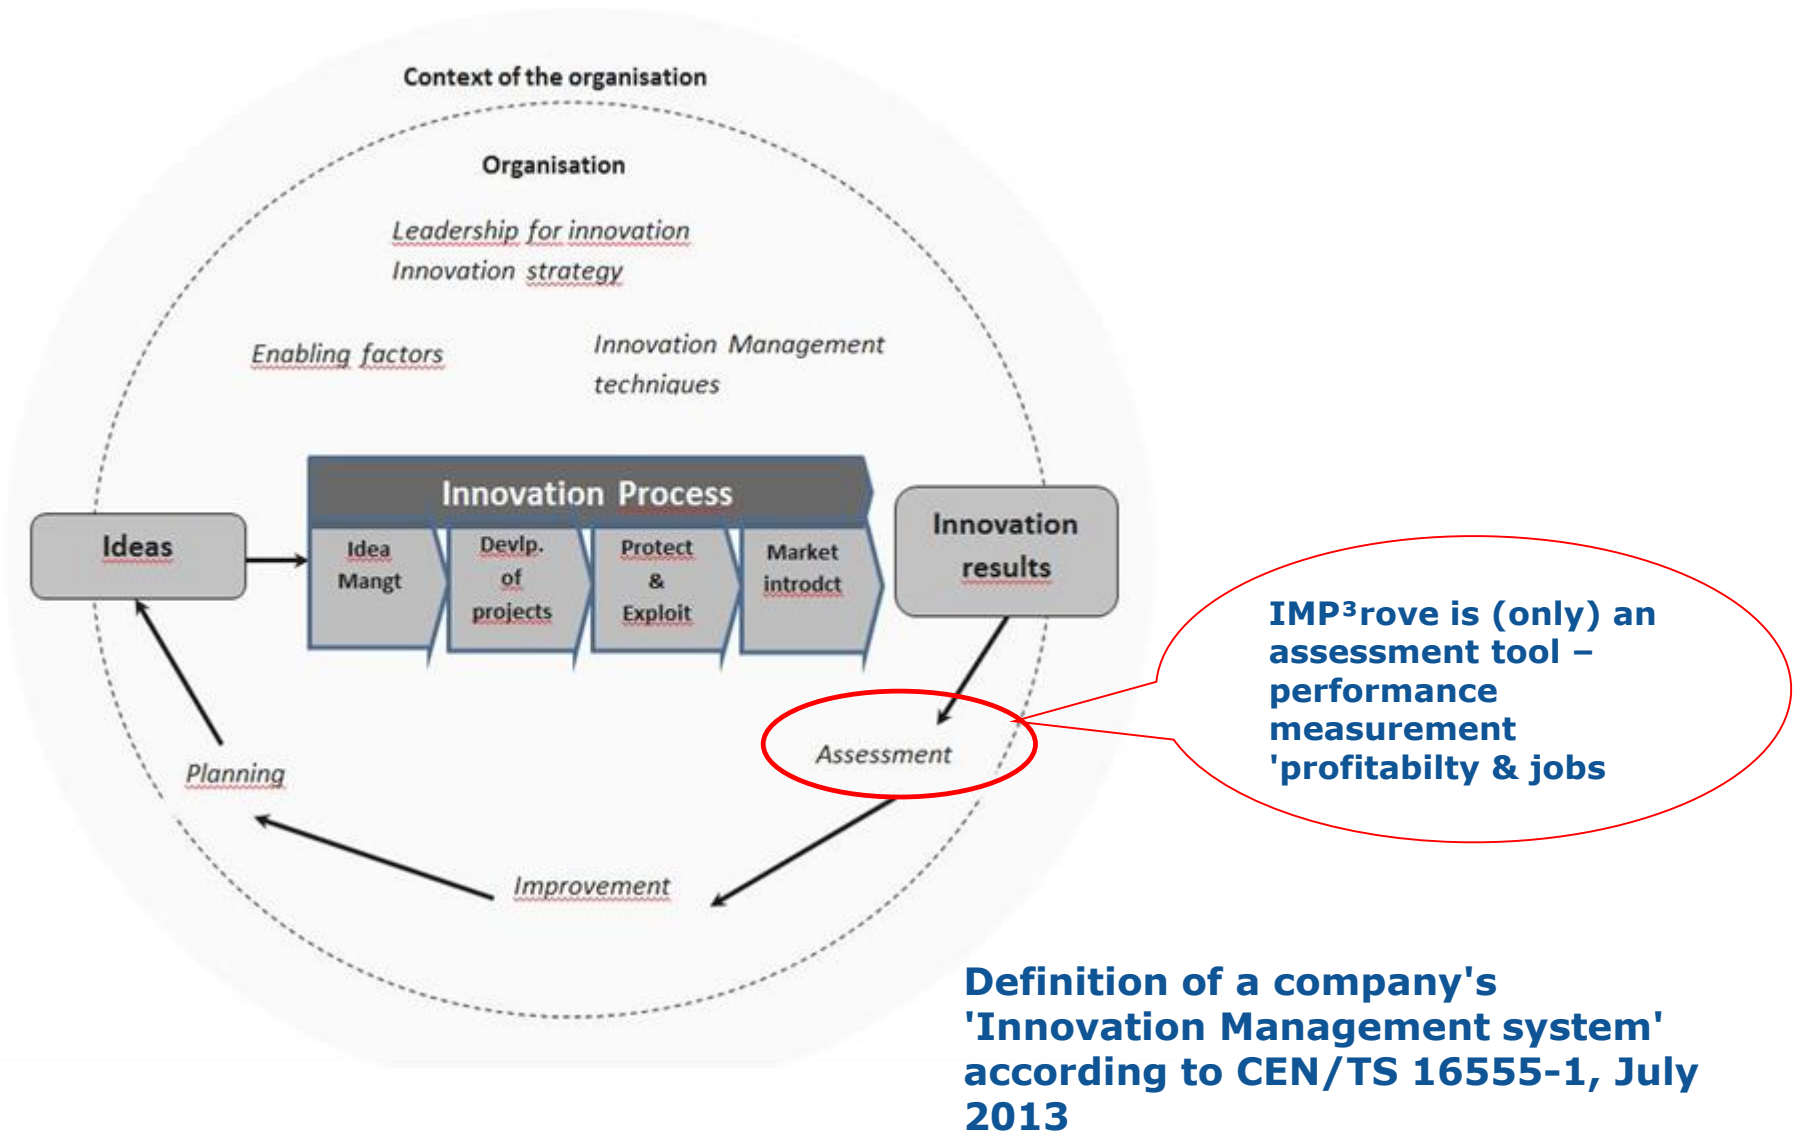 Context of the organisation
Organisation
Leadership for innovation
Innovation strategy
Enabling factors
Innovation Management
techniques
Innovation Process
Ideas
Idea
Mangt
Devlp.
of
projects
Protect
&
Exploit
Market
introdct
Innovation
results
IMP³rove is (only) an
assessment tool –
performance
measurement
'profitabilty & jobs
Assessment
Planning
Improvement
Definition of a company's
'Innovation Management system'
according to CEN/TS 16555-1, July
2013